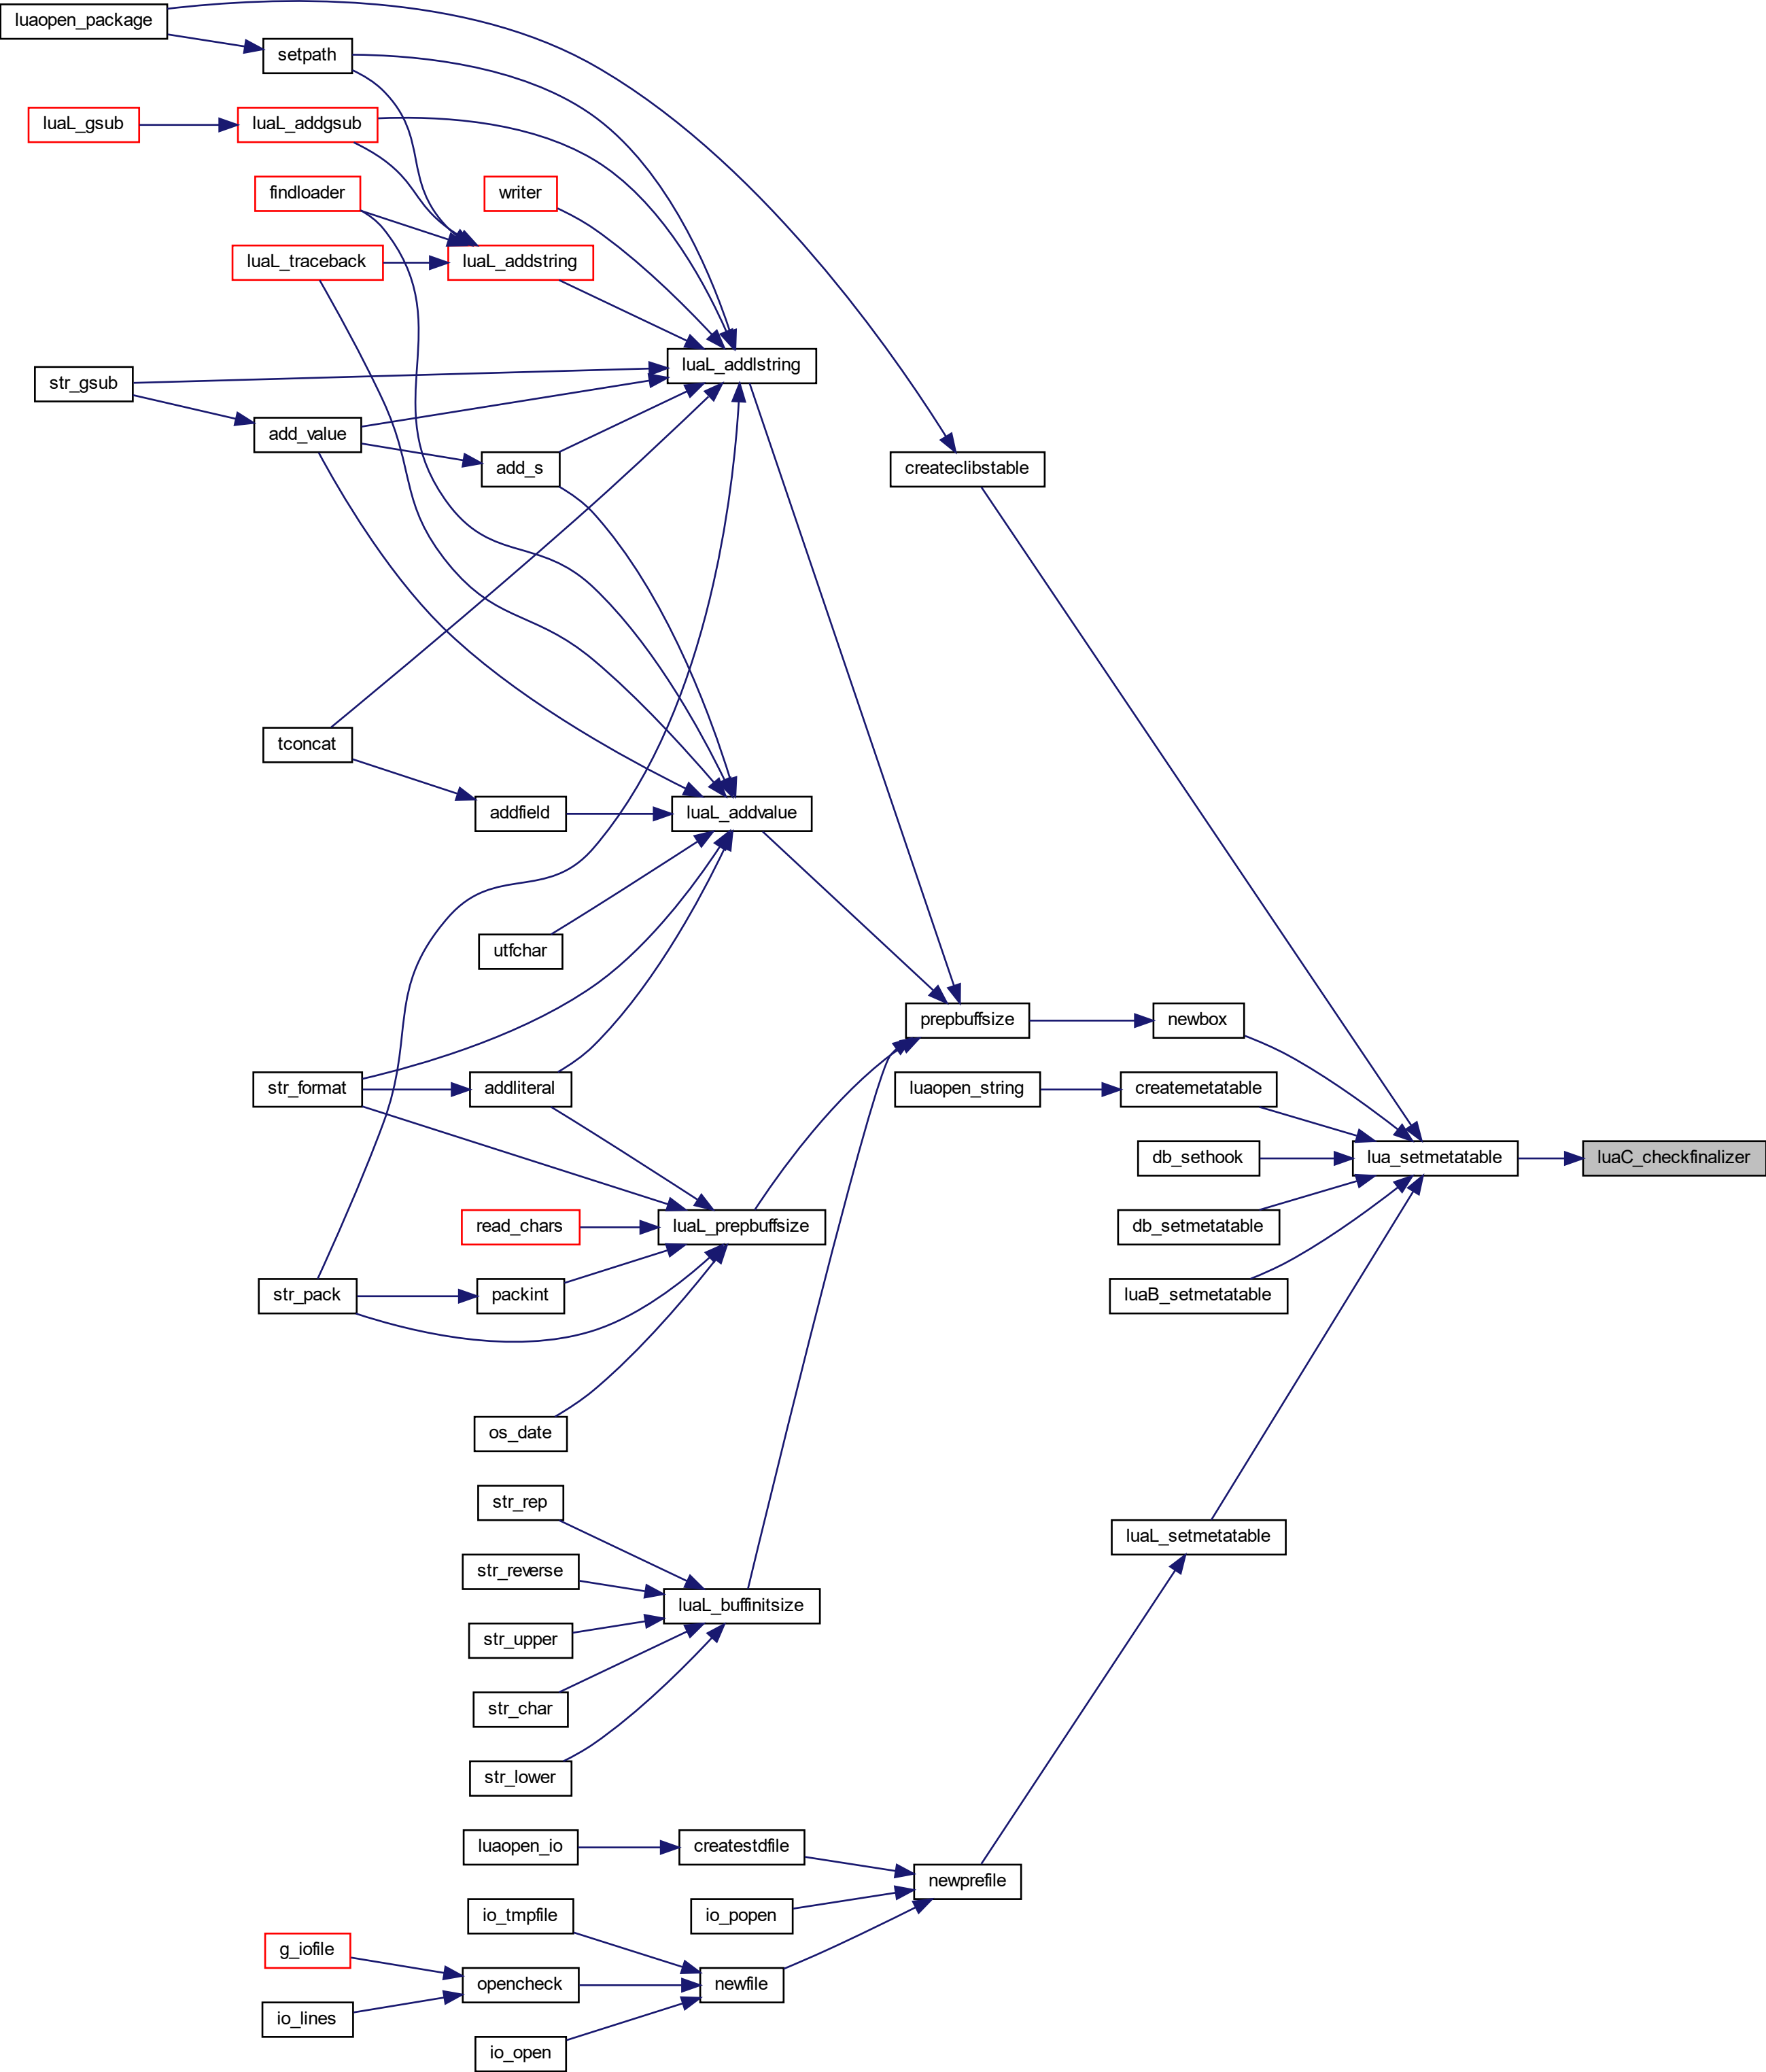 luaopen_package
setpath
luaL_gsub
luaL_addgsub
findloader
writer
luaL_traceback
luaL_addstring
luaL_addlstring
str_gsub
add_value
add_s
createclibstable
tconcat
addfield
luaL_addvalue
utfchar
prepbuffsize
newbox
str_format
addliteral
luaopen_string
createmetatable
db_sethook
lua_setmetatable
luaC_checkfinalizer
read_chars
luaL_prepbuffsize
db_setmetatable
str_pack
packint
luaB_setmetatable
os_date
str_rep
luaL_setmetatable
str_reverse
luaL_buffinitsize
str_upper
str_char
str_lower
luaopen_io
createstdfile
newprefile
io_tmpfile
io_popen
g_iofile
opencheck
newfile
io_lines
io_open